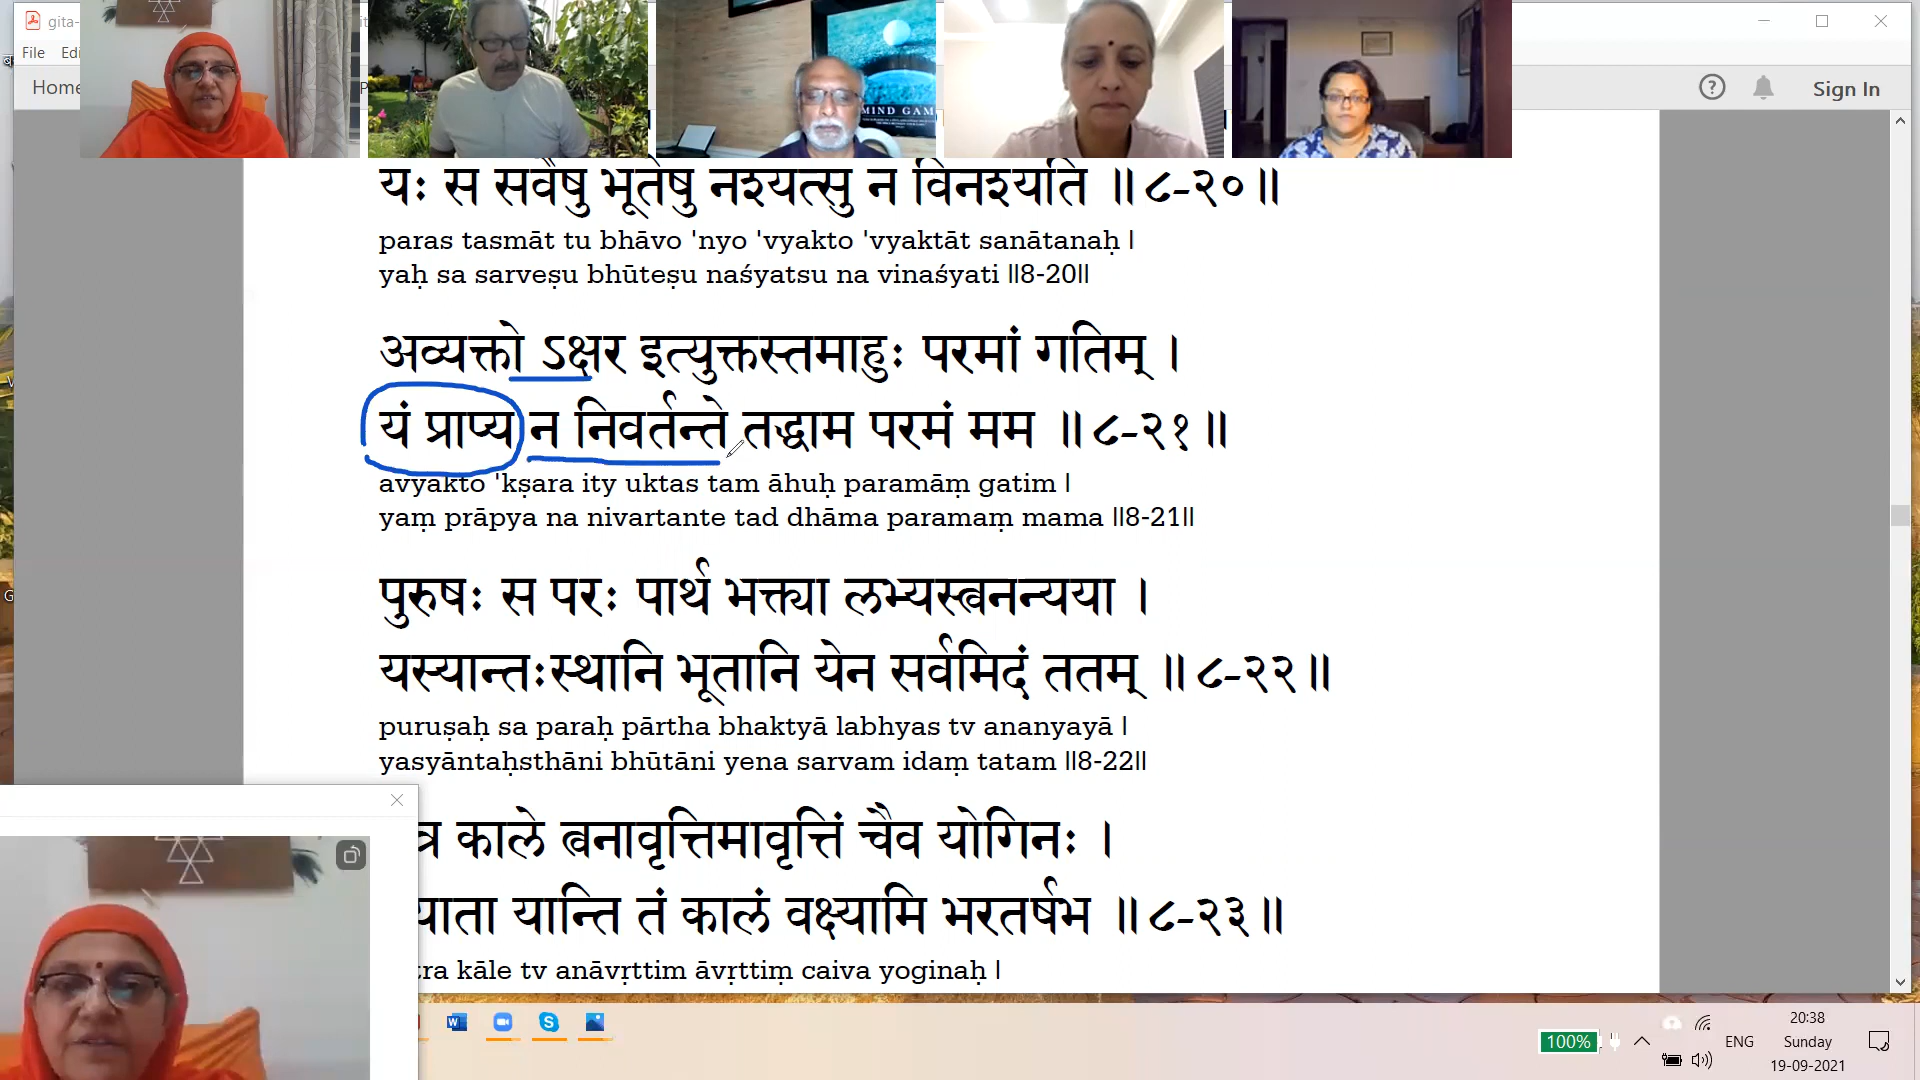 gita-
File Edi
Home
Sign In
MIND GAM
यः स सर्वेषु भूतेषु नश्यत्सु न विनश्यति ॥८-२०॥
paras tasmāt tu bhāvo 'nyo 'vyakto 'vyaktāt sanātanaḥ |
yaḥ sa sarveṣu bhūteṣu naśyatsu na vinaśyati ||8-20||
अव्यक्तो ऽक्षर इत्युक्तस्तमाहुः परमां गतिम् ।
यं प्राप्य न निवर्तन्ते तद्धाम परमं मम ॥८-२१॥
avyakto 'kṣara ity uktas tam āhuḥ paramāṃ gatim |
yaṃ prāpya na nivartante tad dhāma paramaṃ mama ||8-21||
पुरुषः स परः पार्थ भक्त्या लभ्यस्त्वनन्यया ।
यस्यान्तःस्थानि भूतानि येन सर्वमिदं ततम् ॥८-२२॥
puruṣaḥ sa paraḥ pārtha bhaktyā labhyas tv ananyayā |
yasyāntaḥsthāni bhūtāni yena sarvam idaṃ tatam ||8-22||
त्र काले त्वनावृत्तिमावृत्तिं चैव योगिनः ।
याता यान्ति तं कालं वक्ष्यामि भरतर्षभ ॥८-२३॥
tra kāle tv anāvṛttim āvṛttiṃ caiva yoginaḥ |
100%
ENG
20:38
Sunday
19-09-2021